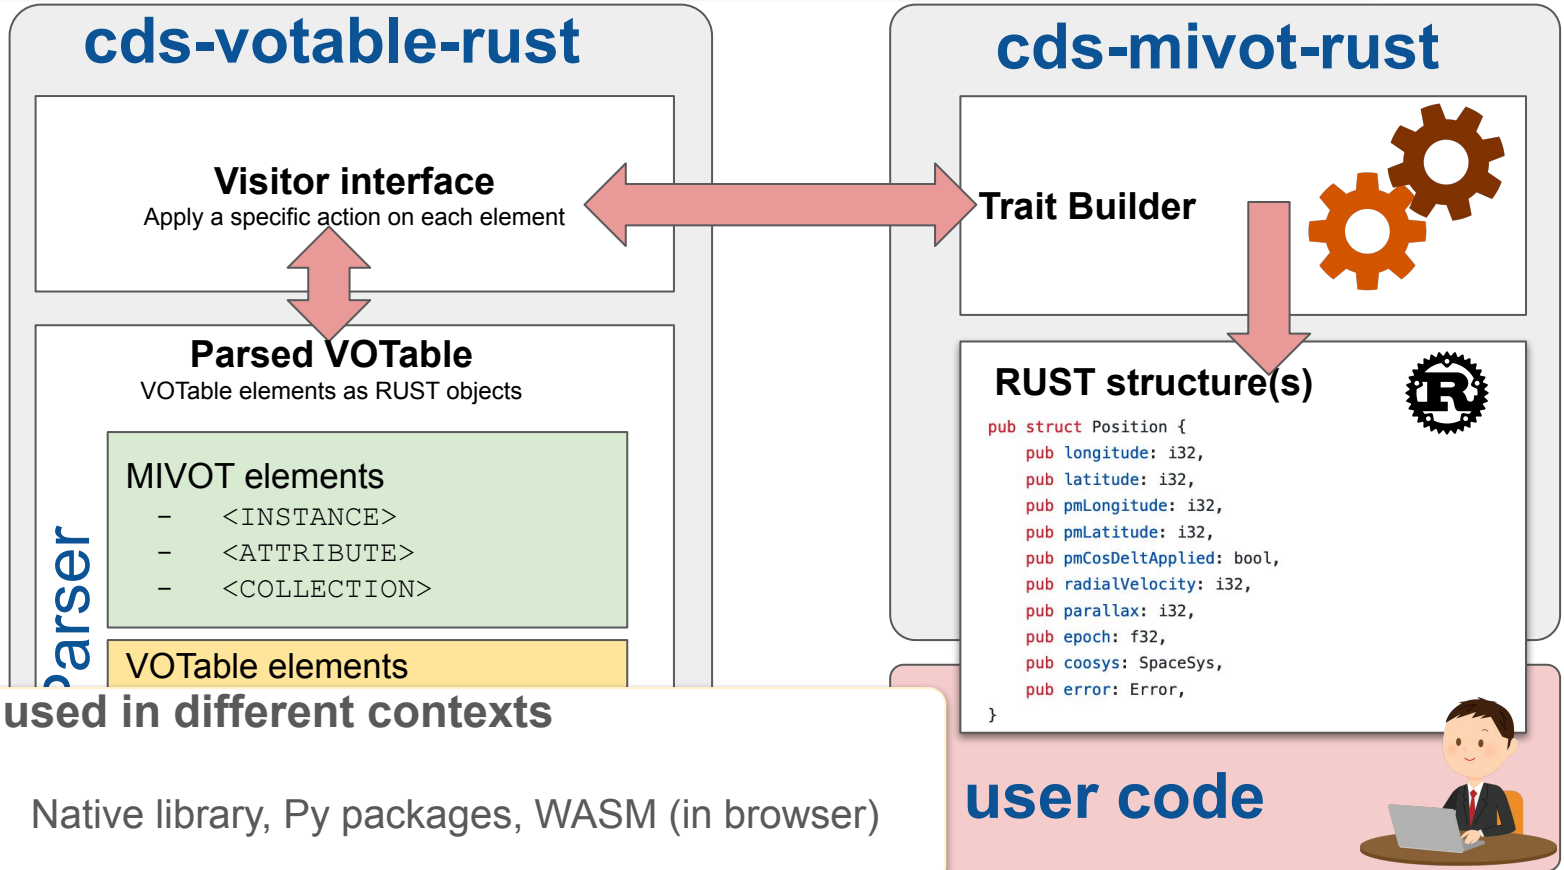 cds-votable-rust
Visitor interface
Apply a specific action on each element
Parsed VOTable
VOTable elements as RUST objects
MIVOT elements
- <INSTANCE>
- <ATTRIBUTE>
- <COLLECTION>
Parser
VOTable elements
used in different contexts
Native library, Py packages, WASM (in browser)
cds-mivot-rust
Trait Builder
RUST structure(s)
R
pub struct Position {
    pub longitude: i32,
    pub latitude: i32,
    pub pmLongitude: i32,
    pub pmLatitude: i32,
    pub pmCosDeltApplied: bool,
    pub radialVelocity: i32,
    pub parallax: i32,
    pub epoch: f32,
    pub coosys: SpaceSys,
    pub error: Error,
}
user code